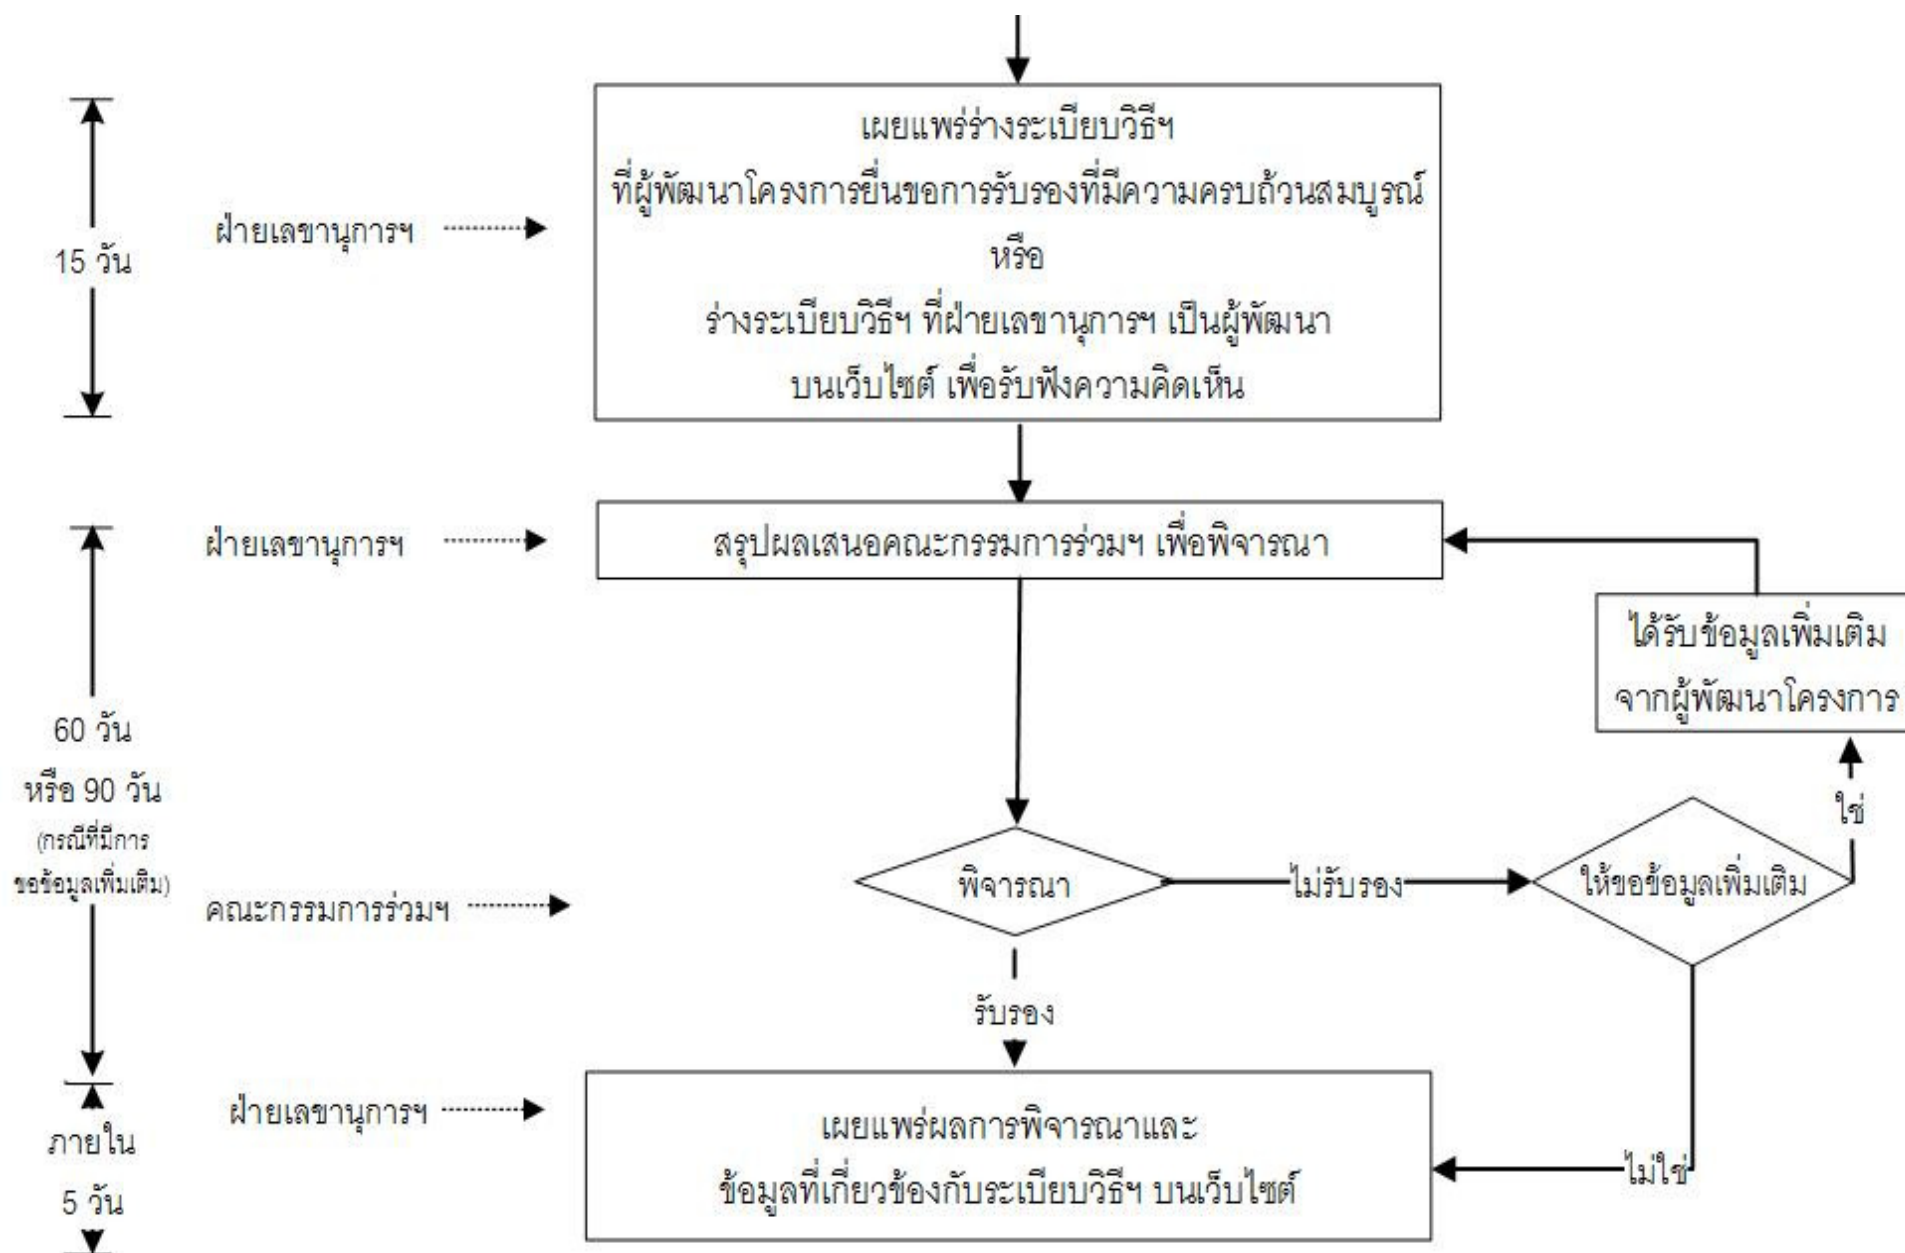 เผยแพร่ร่างระเบียบวิธีฯ
ที่ผู้พัฒนาโครงการยื่นขอการรับรองที่มีความครบถ้วนสมบูรณ์
หรือ
ร่างระเบียบวิธีฯ ที่ฝ่ายเลขานุการฯ เป็นผู้พัฒนา
บนเว็บไซต์ เพื่อรับฟังความคิดเห็น
ฝ่ายเลขานุการฯ
15 วัน
ฝ่ายเลขานุการฯ
สรุปผลเสนอคณะกรรมการร่วมฯ เพื่อพิจารณา
ได้รับข้อมูลเพิ่มเติม
จากผู้พัฒนาโครงการ
60 วัน
หรือ 90 วัน
(กรณีที่มีการ
ขอข้อมูลเพิ่มเติม)
ใช่
พิจารณา
ไม่รับรอง
ให้ขอข้อมูลเพิ่มเติม
คณะกรรมการร่วมฯ
รับรอง
ฝ่ายเลขานุการฯ
เผยแพร่ผลการพิจารณาและ
ข้อมูลที่เกี่ยวข้องกับระเบียบวิธีฯ บนเว็บไซต์
ไม่ใช่
ภายใน
5 วัน